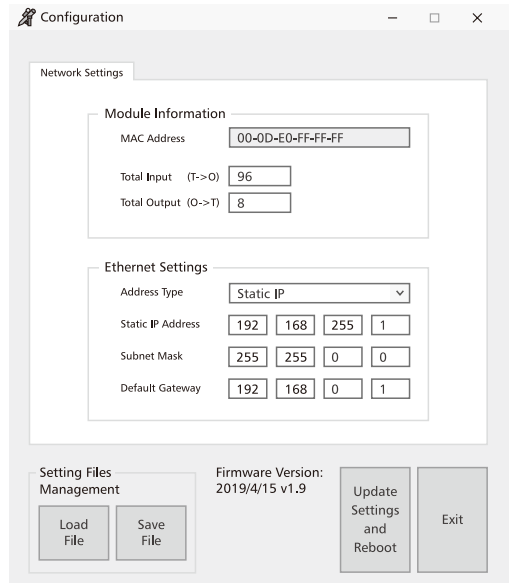 Configuration
Network Settings
Module Information
MAC Address 00-0D-E0-FF-FF-FF
Total Input (T->O) 96
Total Output (O->T) 8
Ethernet Settings
Address Type Static IP
Static IP Address 192 168 255 1
Subnet Mask 255 255 0 0
Default Gateway 192 168 0 1
Setting Files
Management
Load
File
Save
File
Firmware Version:
2019/4/15 v1.9
Update
Settings
and
Reboot
Exit